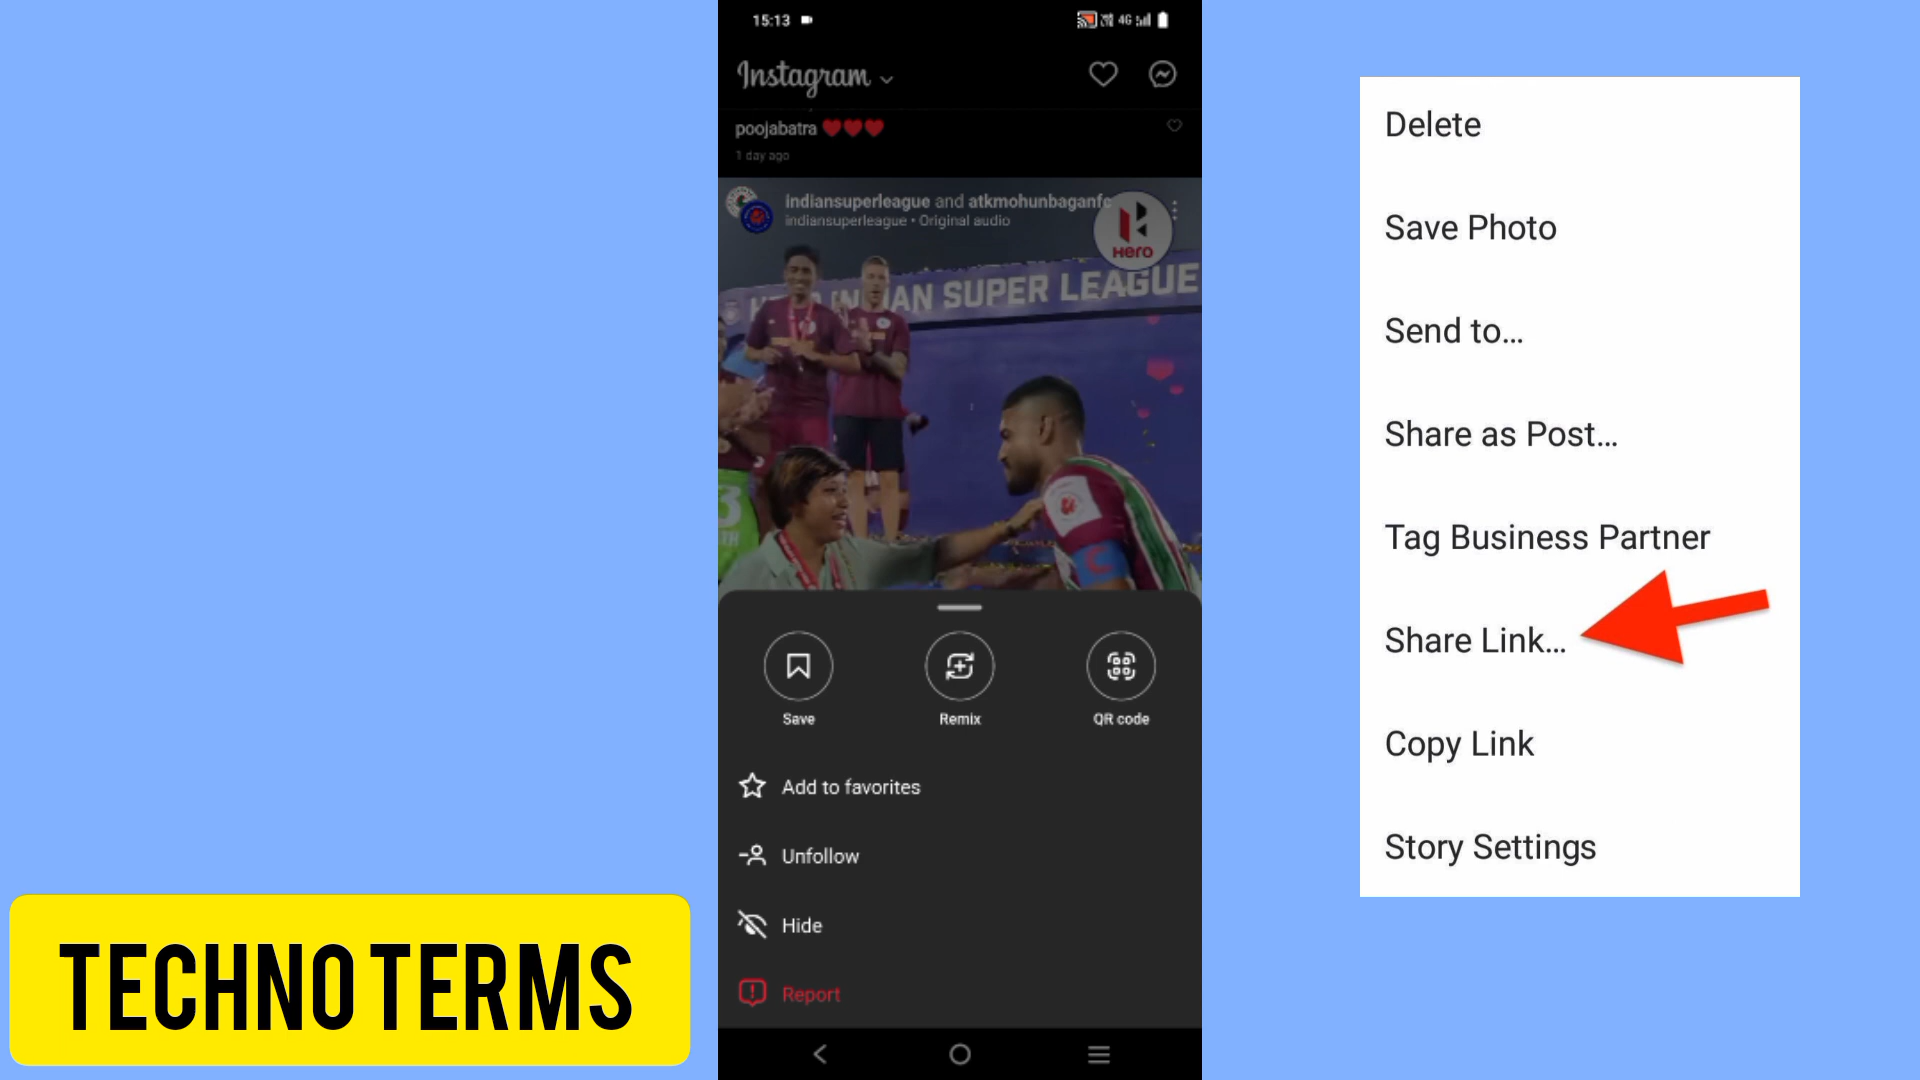 15:13
4G
Instagram
poojabatra ❤️❤️❤️
1 day ago
indiansuperleague and atkmohunbaganfc
indiansuperleague • Original audio
Hero
INDIAN SUPER LEAGUE
Save
Remix
QR code
Add to favorites
Unfollow
Hide
Report
Delete
Save Photo
Send to...
Share as Post...
Tag Business Partner
Share Link...
Copy Link
Story Settings
TECHNO TERMS